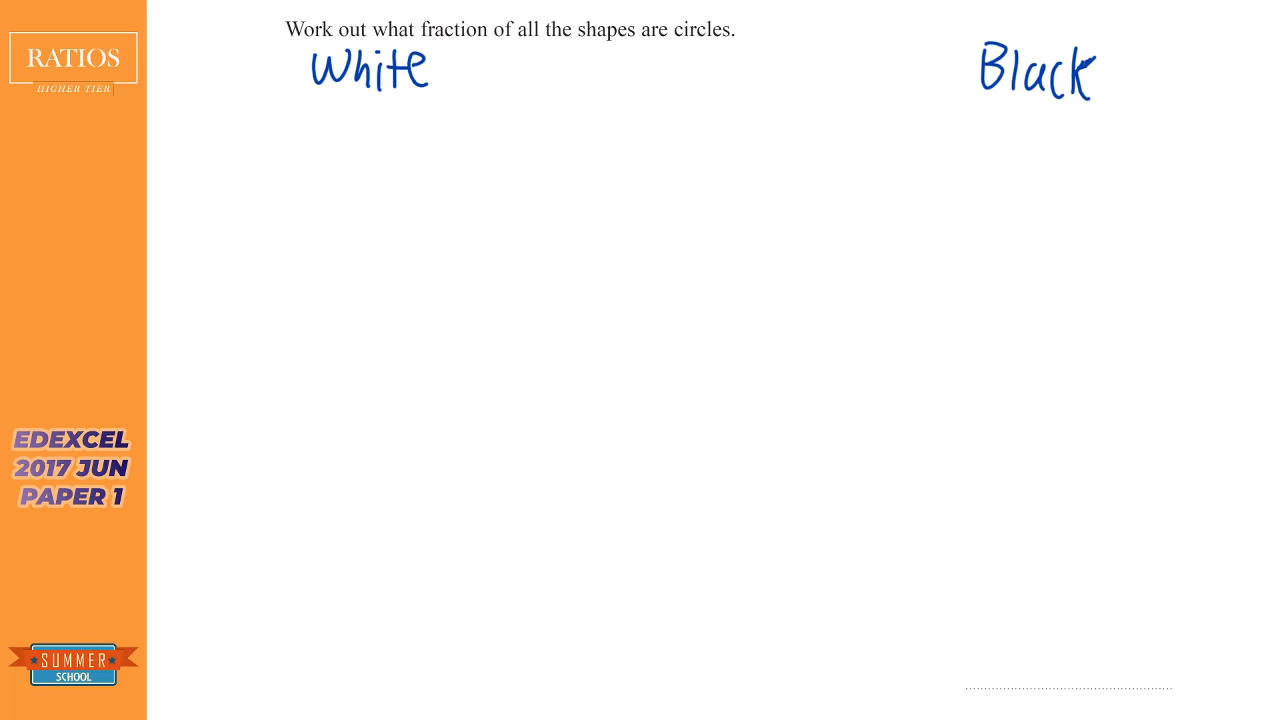 Work out what fraction of all the shapes are circles.
White
Black
RATIOS
HIGHER TIER
EDEXCEL
2017 JUN
PAPER 1
SUMMER
SCHOOL